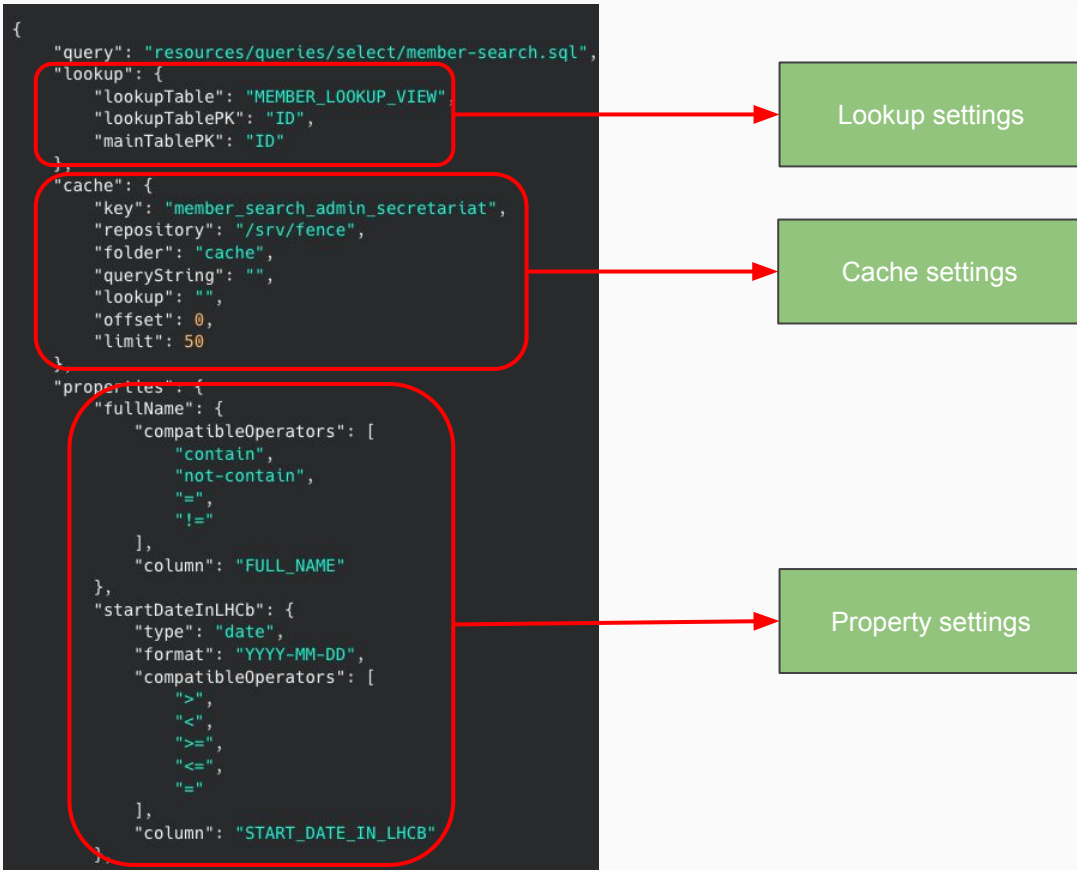 {
    "query": "resources/queries/select/member-search.sql",
    "lookup": {
        "lookupTable": "MEMBER_LOOKUP_VIEW",
        "lookupTablePK": "ID",
        "mainTablePK": "ID"
    },
    "cache": {
        "key": "member_search_admin_secretariat",
        "repository": "/srv/fence",
        "folder": "cache",
        "queryString": "",
        "lookup": "",
        "offset": 0,
        "limit": 50
    },
    "properties": {
        "fullName": {
            "compatibleOperators": [
                "contain",
                "not-contain",
                "=",
                "!="
            ],
            "column": "FULL_NAME"
        },
        "startDateInLHCb": {
            "type": "date",
            "format": "YYYY-MM-DD",
            "compatibleOperators": [
                ">",
                "<",
                ">=",
                "<=",
                "="
            ],
            "column": "START_DATE_IN_LHCB"
        },
Lookup settings
Cache settings
Property settings